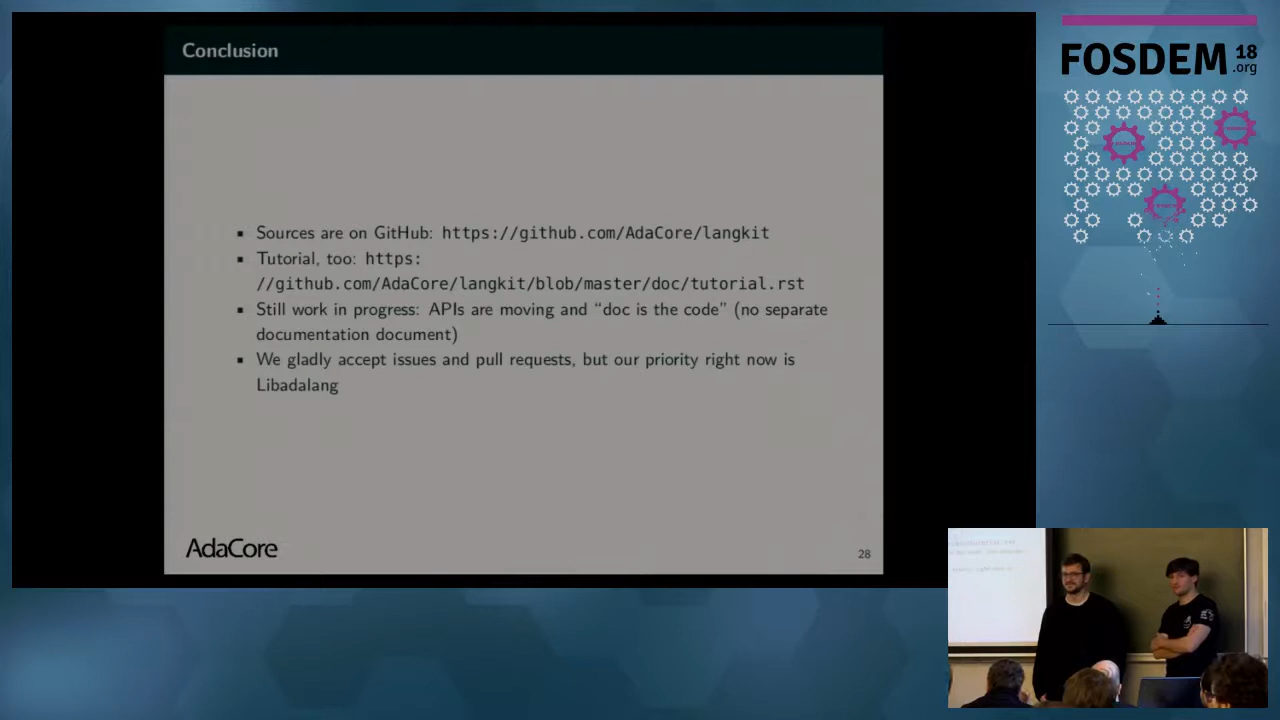 Conclusion
Sources are on GitHub: https://github.com/AdaCore/langkit
Tutorial, too: https:
//github.com/AdaCore/langkit/blob/master/doc/tutorial.rst
Still work in progress: APIs are moving and “doc is the code” (no separate
documentation document)
We gladly accept issues and pull requests, but our priority right now is
Libadalang
AdaCore
28
FOSDEM 18
.org